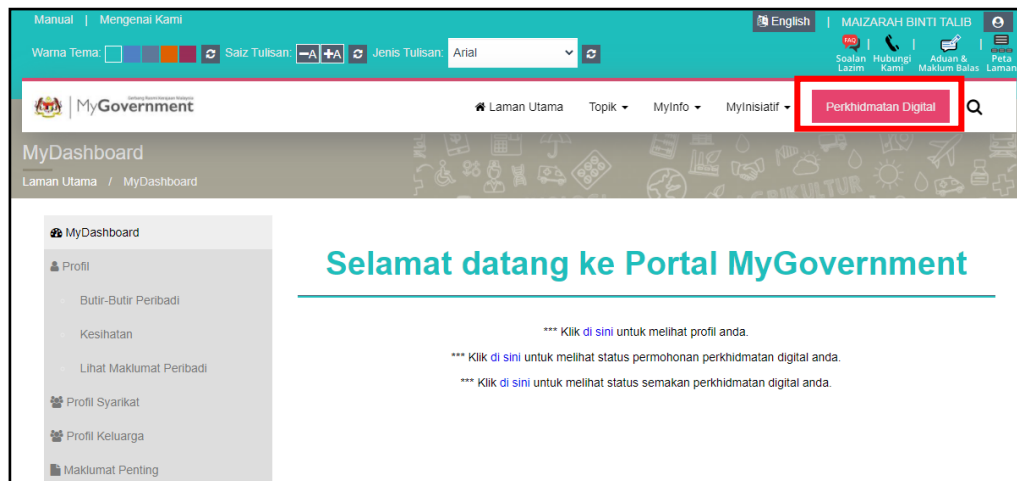 Manual | Mengenai Kami
English | MAIZARAH BINTI TALIB
Warna Tema: Saiz Tulisan: -A +A Jenis Tulisan: Arial
FAQ
Soalan Lazim | Hubungi Kami | Aduan & Maklum Balas | Peta Laman
MyGovernment
Laman Utama Topik MyInfo MyInisiatif Perkhidmatan Digital
MyDashboard
Laman Utama / MyDashboard
AGRIKULTUR
MyDashboard
Profil
Butir-Butir Peribadi
Kesihatan
Lihat Maklumat Peribadi
Profil Syarikat
Profil Keluarga
Maklumat Penting
Selamat datang ke Portal MyGovernment
*** Klik di sini untuk melihat profil anda.
*** Klik di sini untuk melihat status permohonan perkhidmatan digital anda.
*** Klik di sini untuk melihat status semakan perkhidmatan digital anda.